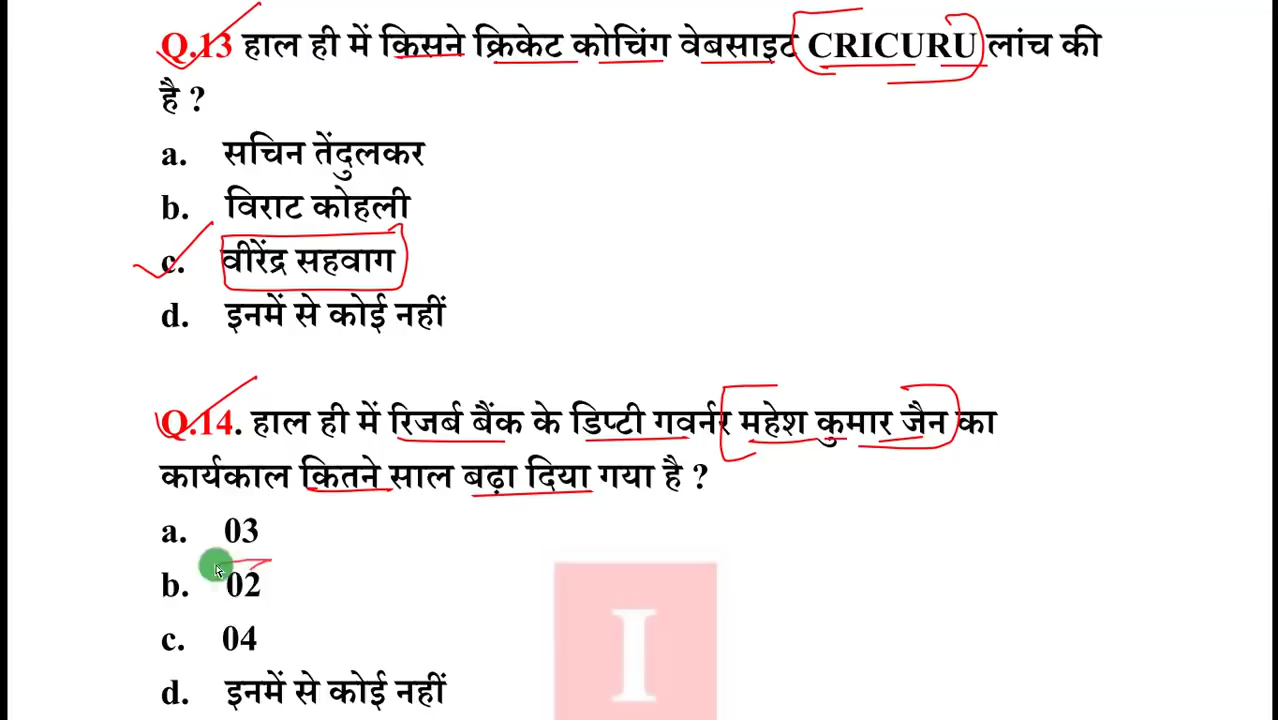 Q.13 हाल ही में किसने क्रिकेट कोचिंग वेबसाइट CRICURU लांच की
है ?
a. सचिन तेंदुलकर
b. विराट कोहली
c. वीरेंद्र सहवाग
d. इनमें से कोई नहीं
Q.14. हाल ही में रिजर्ब बैंक के डिप्टी गवर्नर महेश कुमार जैन का
कार्यकाल कितने साल बढ़ा दिया गया है ?
a. 03
b. 02
c. 04
d. इनमें से कोई नहीं
I